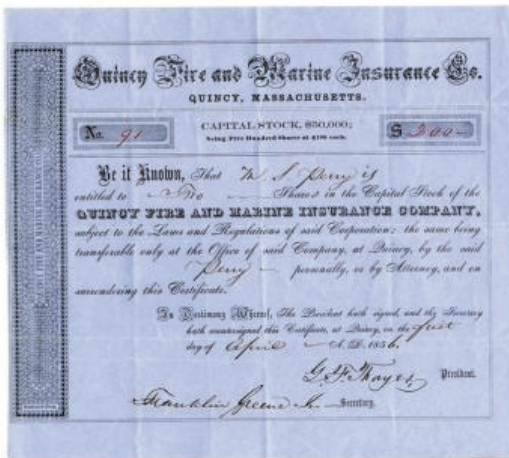 Quincy Fire and Marine Insurance Co.
QUINCY, MASSACHUSETTS.
No. 91 CAPITAL STOCK, $50,000; $ 200
being Five Hundred Shares at $100 each.
Be it Known, That M. S. Perry is
entitled to Two Shares in the Capital Stock of the
QUINCY FIRE AND MARINE INSURANCE COMPANY,
subject to the Laws and Regulations of said Corporation; the same being
transferable only at the Office of said Company, at Quincy, by the said
Perry personally, or by Attorney, and on
surrendering this Certificate.
In Testimony Whereof, The President hath signed, and the Secretary
hath countersigned this Certificate, at Quincy, on the first
day of April A. D. 1856.
G. F. Thayer President.
Franklin Greene Jr. Secretary.